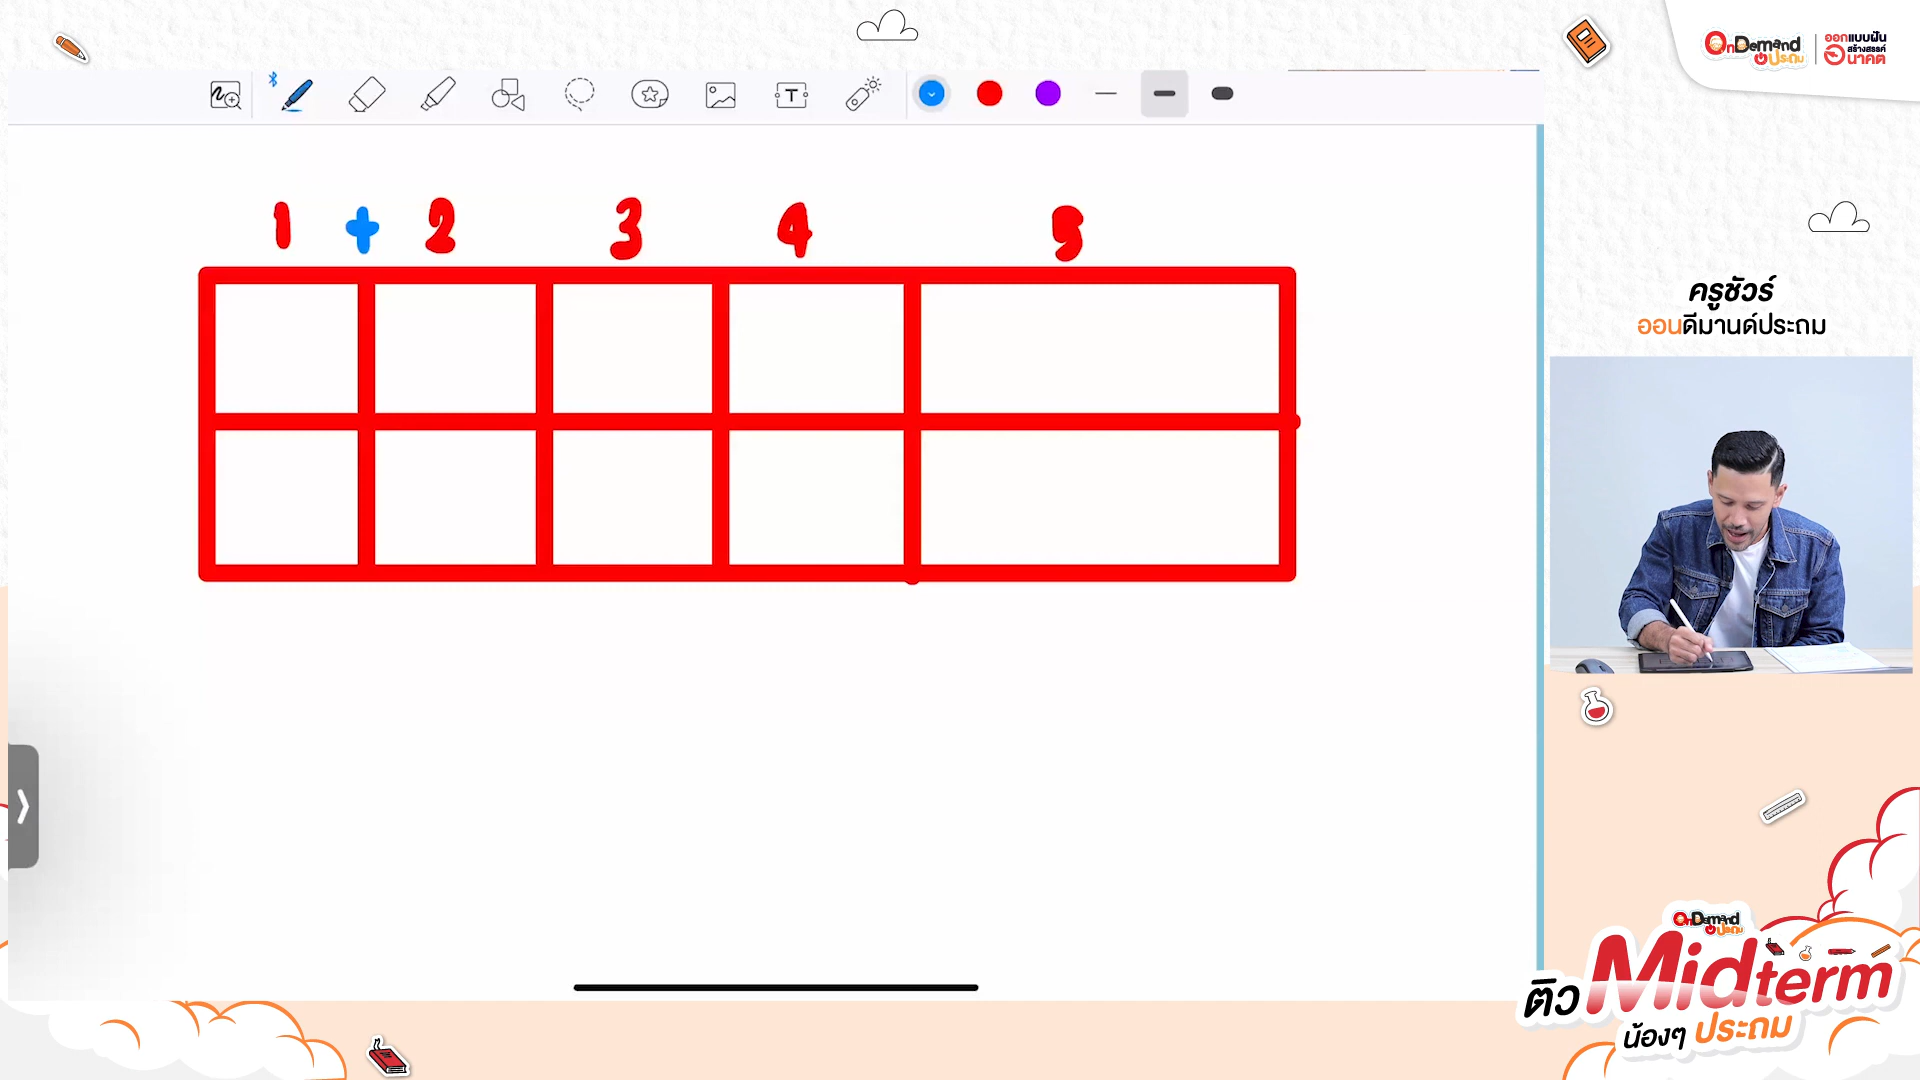 OnDemand ประถม ออกแบบฝัน สร้างสรรค์ อนาคต
T
1 + 2 3 4 5
ครูชัวร์
ออนดีมานด์ประถม
OnDemand ประถม
ติว Midterm
น้องๆ ประถม